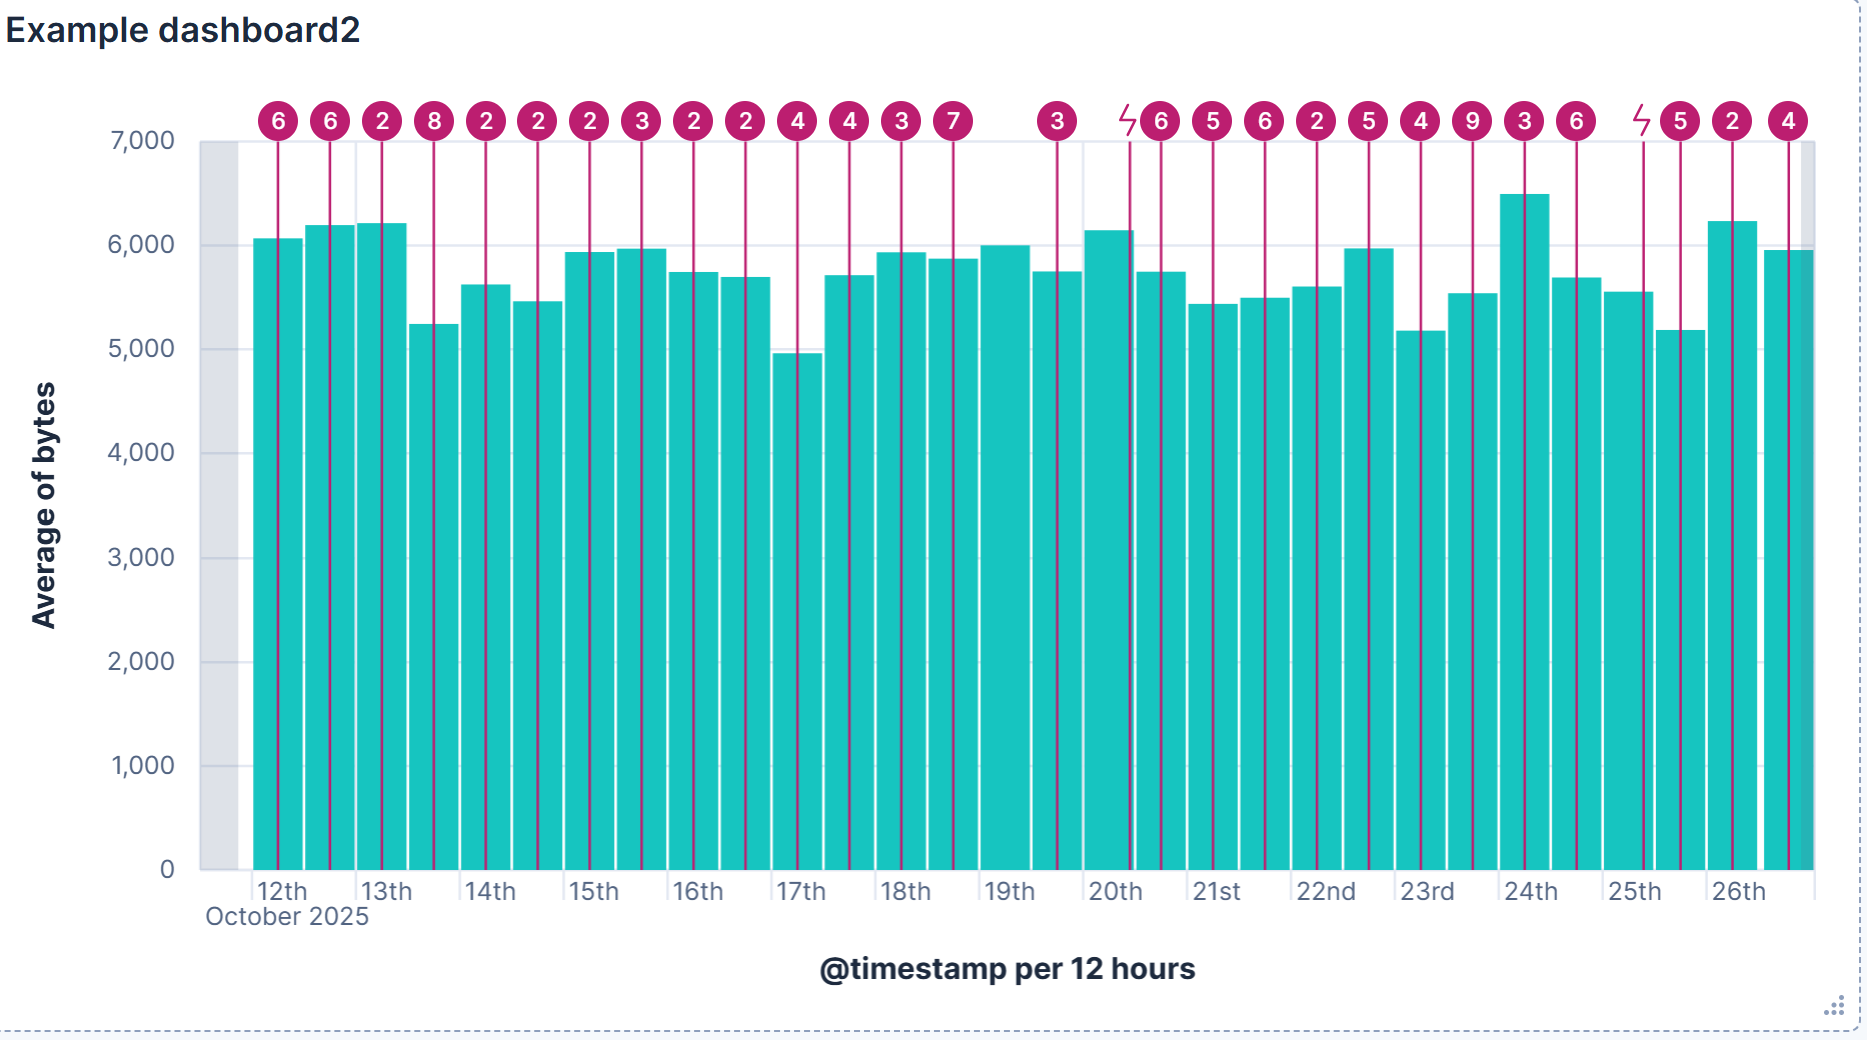 Example dashboard2
6 6 2 8 2 2 2 3 2 2 4 4 3 7 3 6 5 6 2 5 4 9 3 6 5 2 4
7,000
6,000
5,000
4,000
3,000
2,000
1,000
0
Average of bytes
12th 13th 14th 15th 16th 17th 18th 19th 20th 21st 22nd 23rd 24th 25th 26th
October 2025
@timestamp per 12 hours